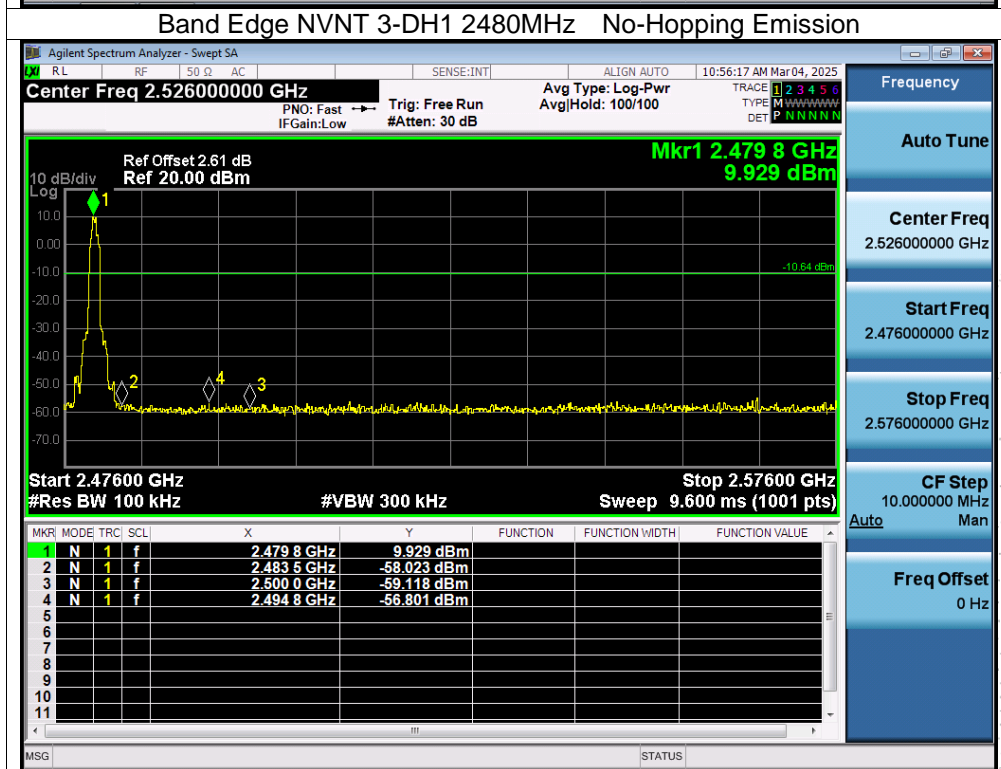 Band Edge NVNT 3-DH1 2480MHz No-Hopping Emission
Agilent Spectrum Analyzer - Swept SA
LXI RL RF 50 Ω AC SENSE:INT ALIGN AUTO 10:56:17 AM Mar 04, 2025
Center Freq 2.526000000 GHz
PNO: Fast
IFGain:Low
Trig: Free Run
#Atten: 30 dB
Avg Type: Log-Pwr
Avg|Hold: 100/100
TRACE 1 2 3 4 5 6
TYPE M WWWWW
DET P N N N N N
Frequency
Auto Tune
Center Freq
2.526000000 GHz
Start Freq
2.476000000 GHz
Stop Freq
2.576000000 GHz
CF Step
10.000000 MHz
Auto Man
Freq Offset
0 Hz
Mkr1 2.479 8 GHz
9.929 dBm
Ref Offset 2.61 dB
10 dB/div Ref 20.00 dBm
Log
10.0
0.00
-10.0
-20.0
-30.0
-40.0
-50.0
-60.0
-70.0
1
2
4
3
-10.64 dBm
Start 2.47600 GHz Stop 2.57600 GHz
#Res BW 100 kHz #VBW 300 kHz Sweep 9.600 ms (1001 pts)
MKR MODE TRC SCL X Y FUNCTION FUNCTION WIDTH FUNCTION VALUE
1 N 1 f 2.479 8 GHz 9.929 dBm
2 N 1 f 2.483 5 GHz -58.023 dBm
3 N 1 f 2.500 0 GHz -59.118 dBm
4 N 1 f 2.494 8 GHz -56.801 dBm
5
6
7
8
9
10
11
MSG STATUS